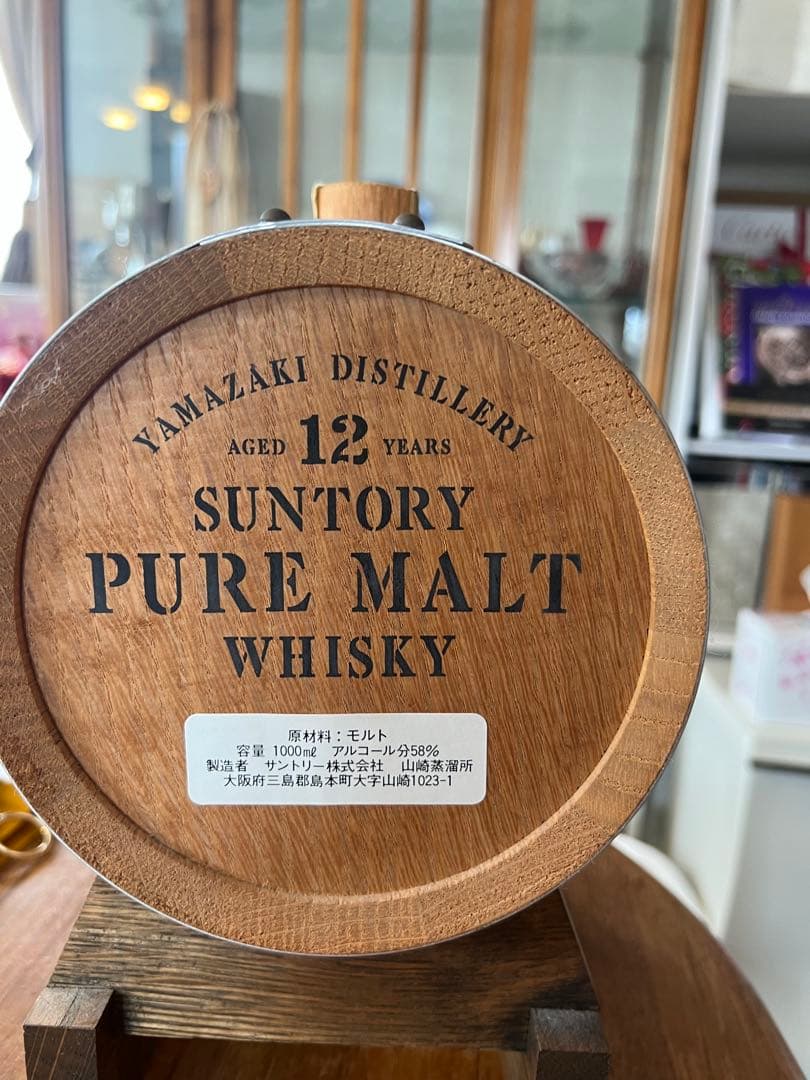 YAMAZAKI DISTILLERY
AGED 12 YEARS
SUNTORY
PURE MALT
WHISKY
原材料：モルト
容量 1000㎖ アルコール分58%
製造者 サントリー株式会社 山崎蒸溜所
大阪府三島郡島本町大字山崎1023-1